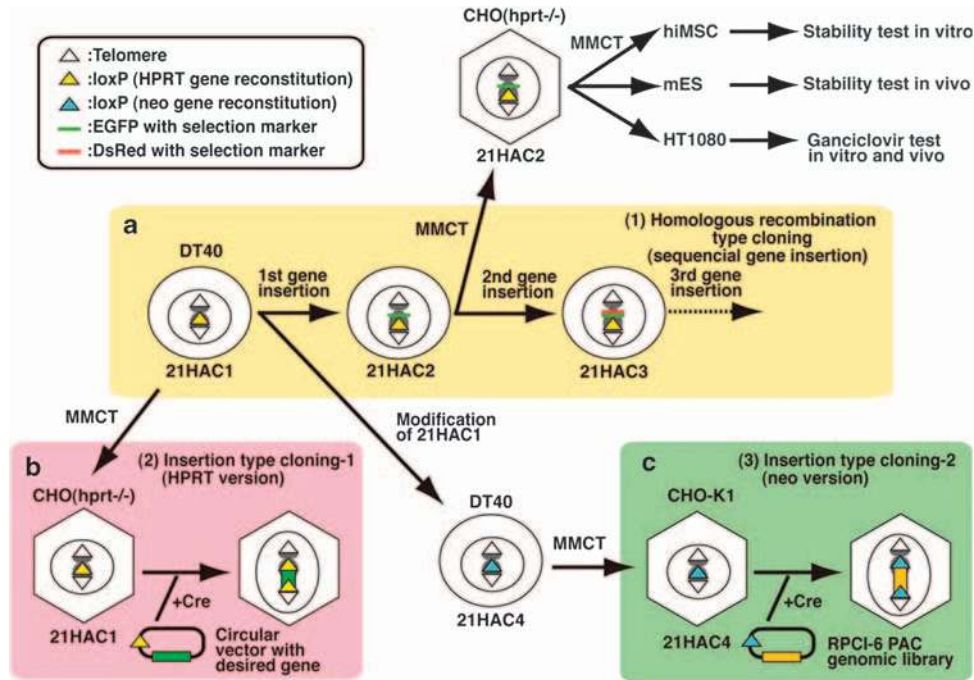 CHO(hprt-/-)
MMCT
hiMSC
Stability test in vitro
mES
Stability test in vivo
HT1080
Ganciclovir test
in vitro and vivo
21HAC2
:Telomere
:loxP (HPRT gene reconstitution)
:loxP (neo gene reconstitution)
:EGFP with selection marker
:DsRed with selection marker
a
MMCT
(1) Homologous recombination
type cloning
(sequencial gene insertion)
DT40
1st gene
insertion
2nd gene
insertion
3rd gene
insertion
21HAC1
21HAC2
21HAC3
MMCT
Modification
of 21HAC1
b
(2) Insertion type cloning-1
(HPRT version)
CHO(hprt-/-)
+Cre
21HAC1
Circular
vector with
desired gene
DT40
MMCT
21HAC4
c
(3) Insertion type cloning-2
(neo version)
CHO-K1
+Cre
21HAC4
RPCI-6 PAC
genomic library